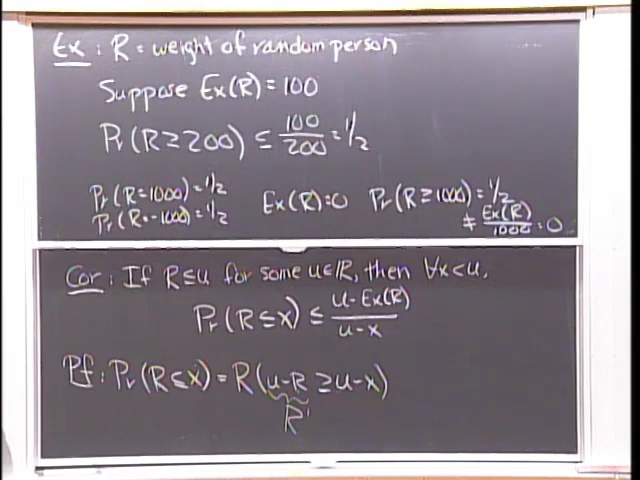 Ex: R = weight of random person
Suppose Ex(R) = 100
Pr(R ≥ 200) ≤ 100/200 = 1/2
Pr(R=1000) = 1/2 Ex(R)=0 Pr(R ≥ 1000) = 1/2
Pr(R=-1000) = 1/2 ≰ Ex(R)/1000 = 0
Cor: If R ≤ u for some u∈ℝ, then ∀x<u,
Pr(R ≤ x) ≤ u-Ex(R)/u-x
Pf: Pr(R ≤ x) = R(u-R ≥ u-x)
R'